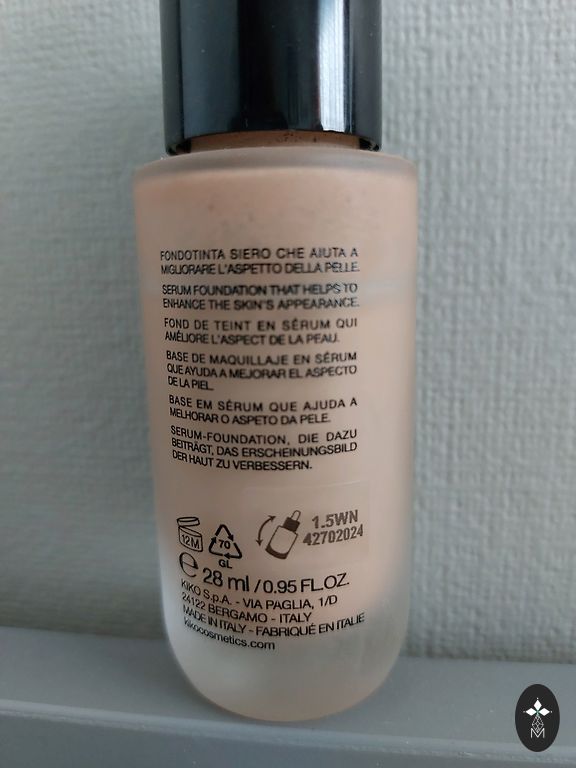 FONDOTINTA SIERO CHE AIUTA A
MIGLIORARE L'ASPETTO DELLA PELLE.
SERUM FOUNDATION THAT HELPS TO
ENHANCE THE SKIN'S APPEARANCE.
FOND DE TEINT EN SÉRUM QUI
AMÉLIORE L'ASPECT DE LA PEAU.
BASE DE MAQUILLAJE EN SÉRUM
QUE AYUDA A MEJORAR EL ASPECTO
DE LA PIEL.
BASE EM SÉRUM QUE AJUDA A
MELHORAR O ASPETO DA PELE.
SERUM-FOUNDATION, DIE DAZU
BEITRÄGT, DAS ERSCHEINUNGSBILD
DER HAUT ZU VERBESSERN.
12M
70
GL
1.5WN
42702024
℮ 28 ml / 0.95 FL.OZ.
KIKO S.p.A. - VIA PAGLIA, 1/D
24122 BERGAMO - ITALY
MADE IN ITALY - FABRIQUÉ EN ITALIE
kikocosmetics.com
M